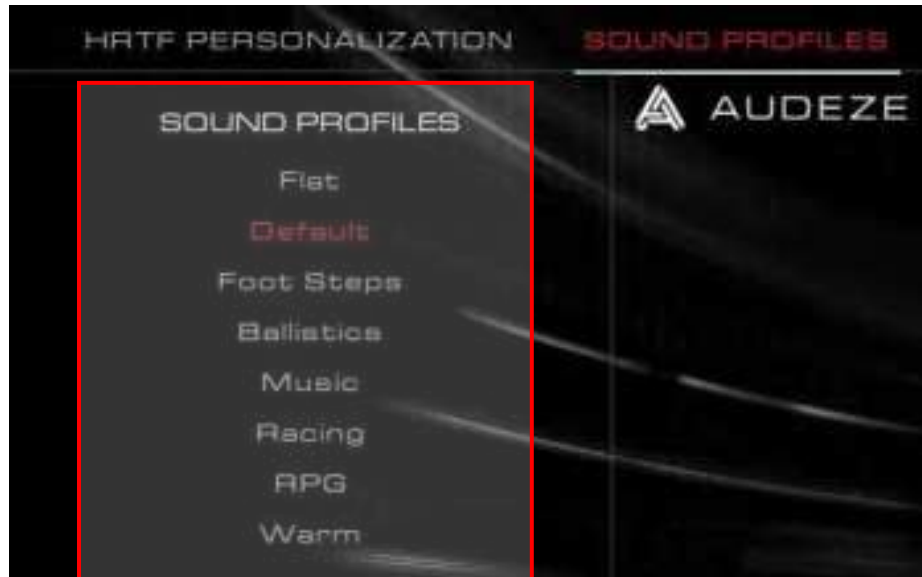 HRTF PERSONALIZATION
SOUND PROFILES
AUDEZE
SOUND PROFILES
Flat
Default
Foot Steps
Ballistics
Music
Racing
RPG
Warm